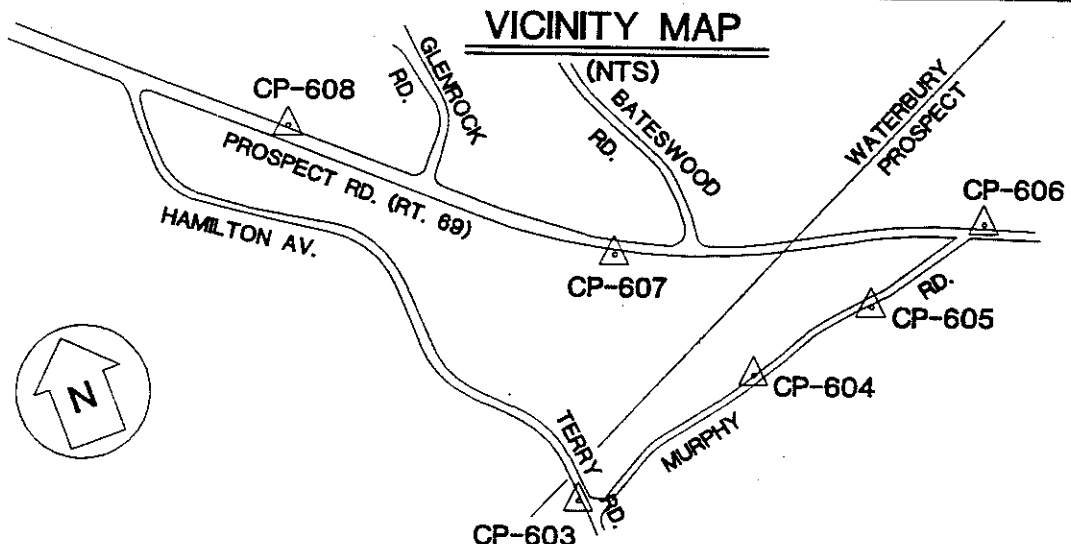 VICINITY MAP
(NTS)
GLENROCK
RD.
BATESWOOD
RD.
WATERBURY
PROSPECT
CP-608
PROSPECT RD. (RT. 69)
HAMILTON AV.
CP-606
CP-607
RD.
CP-605
CP-604
MURPHY
N
TERRY
RD.
CP-603